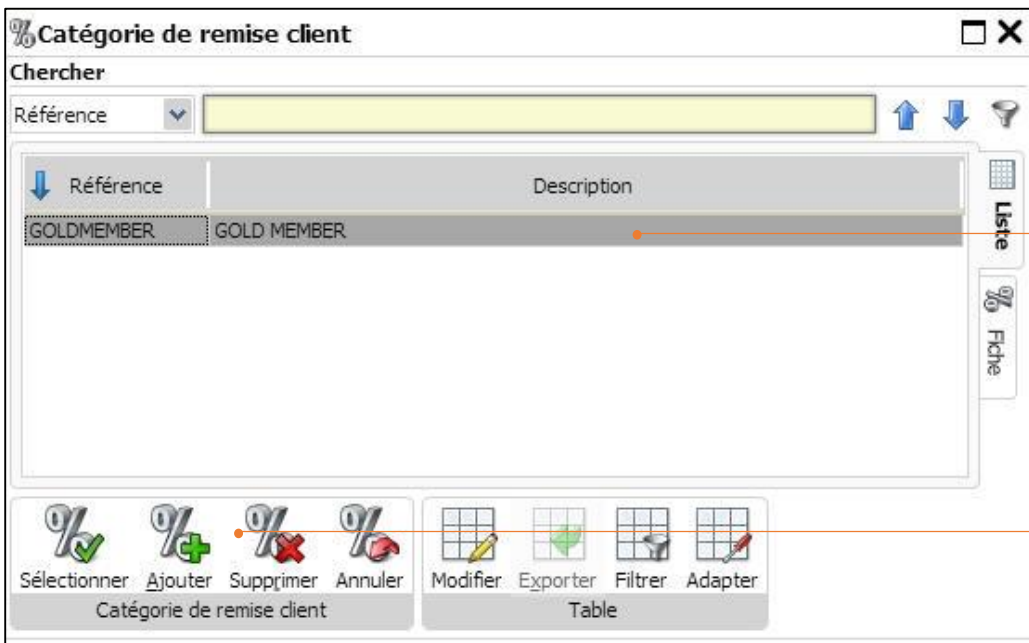 Catégorie de remise client
Chercher
Référence
Référence Description
GOLDMEMBER GOLD MEMBER
Liste
Fiche
Sélectionner Ajouter Supprimer Annuler Modifier Exporter Filtrer Adapter
Catégorie de remise client Table